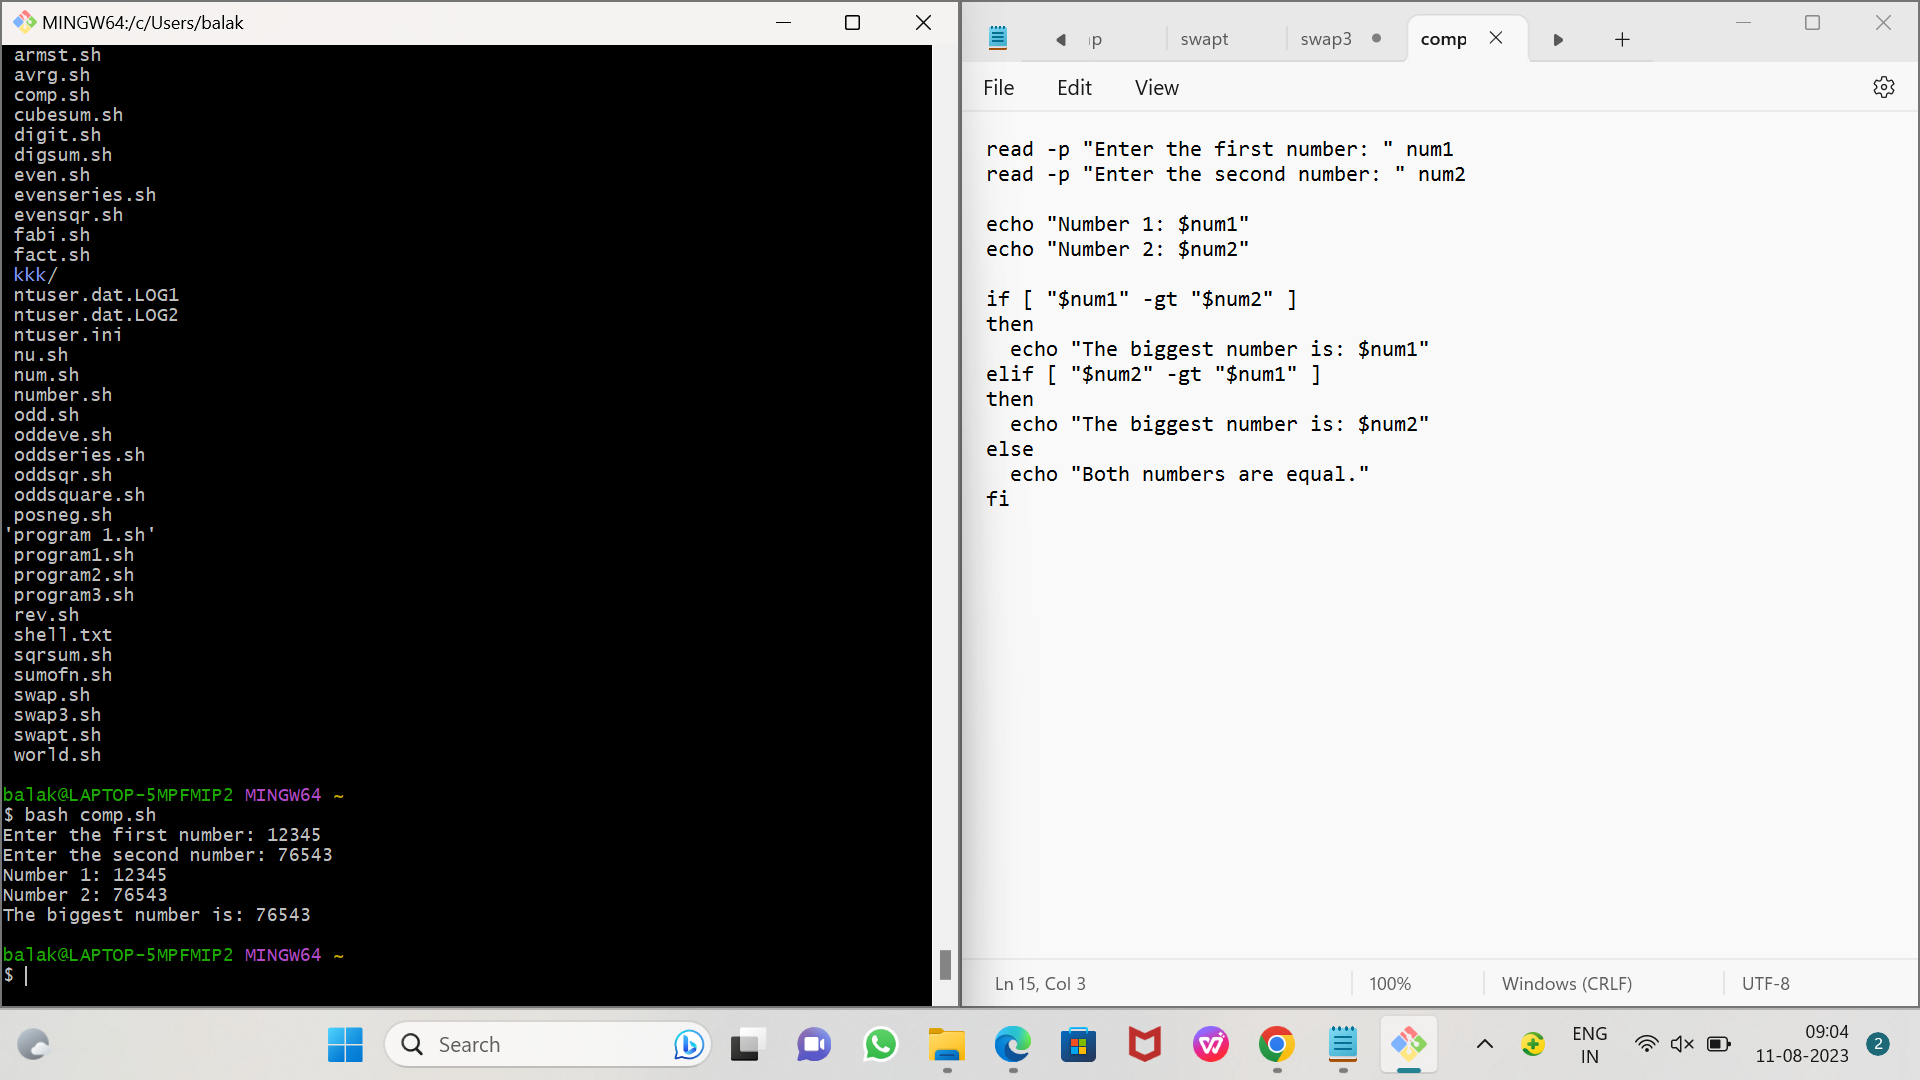 MINGW64:/c/Users/balak
armst.sh
avrg.sh
comp.sh
cubesum.sh
digit.sh
digsum.sh
even.sh
evenseries.sh
evensqr.sh
fabi.sh
fact.sh
kkk/
ntuser.dat.LOG1
ntuser.dat.LOG2
ntuser.ini
nu.sh
num.sh
number.sh
odd.sh
oddeve.sh
oddseries.sh
oddsqr.sh
oddsquare.sh
posneg.sh
'program 1.sh'
program1.sh
program2.sh
program3.sh
rev.sh
shell.txt
sqrsum.sh
sumofn.sh
swap.sh
swap3.sh
swapt.sh
world.sh
balak@LAPTOP-5MPFMIP2 MINGW64 ~
$ bash comp.sh
Enter the first number: 12345
Enter the second number: 76543
Number 1: 12345
Number 2: 76543
The biggest number is: 76543
balak@LAPTOP-5MPFMIP2 MINGW64 ~
$
swapt swap3 comp
File Edit View
read -p "Enter the first number: " num1
read -p "Enter the second number: " num2
echo "Number 1: $num1"
echo "Number 2: $num2"
if [ "$num1" -gt "$num2" ]
then
echo "The biggest number is: $num1"
elif [ "$num2" -gt "$num1" ]
then
echo "The biggest number is: $num2"
else
echo "Both numbers are equal."
fi
Ln 15, Col 3 100% Windows (CRLF) UTF-8
Search
ENG
IN
09:04
11-08-2023
2